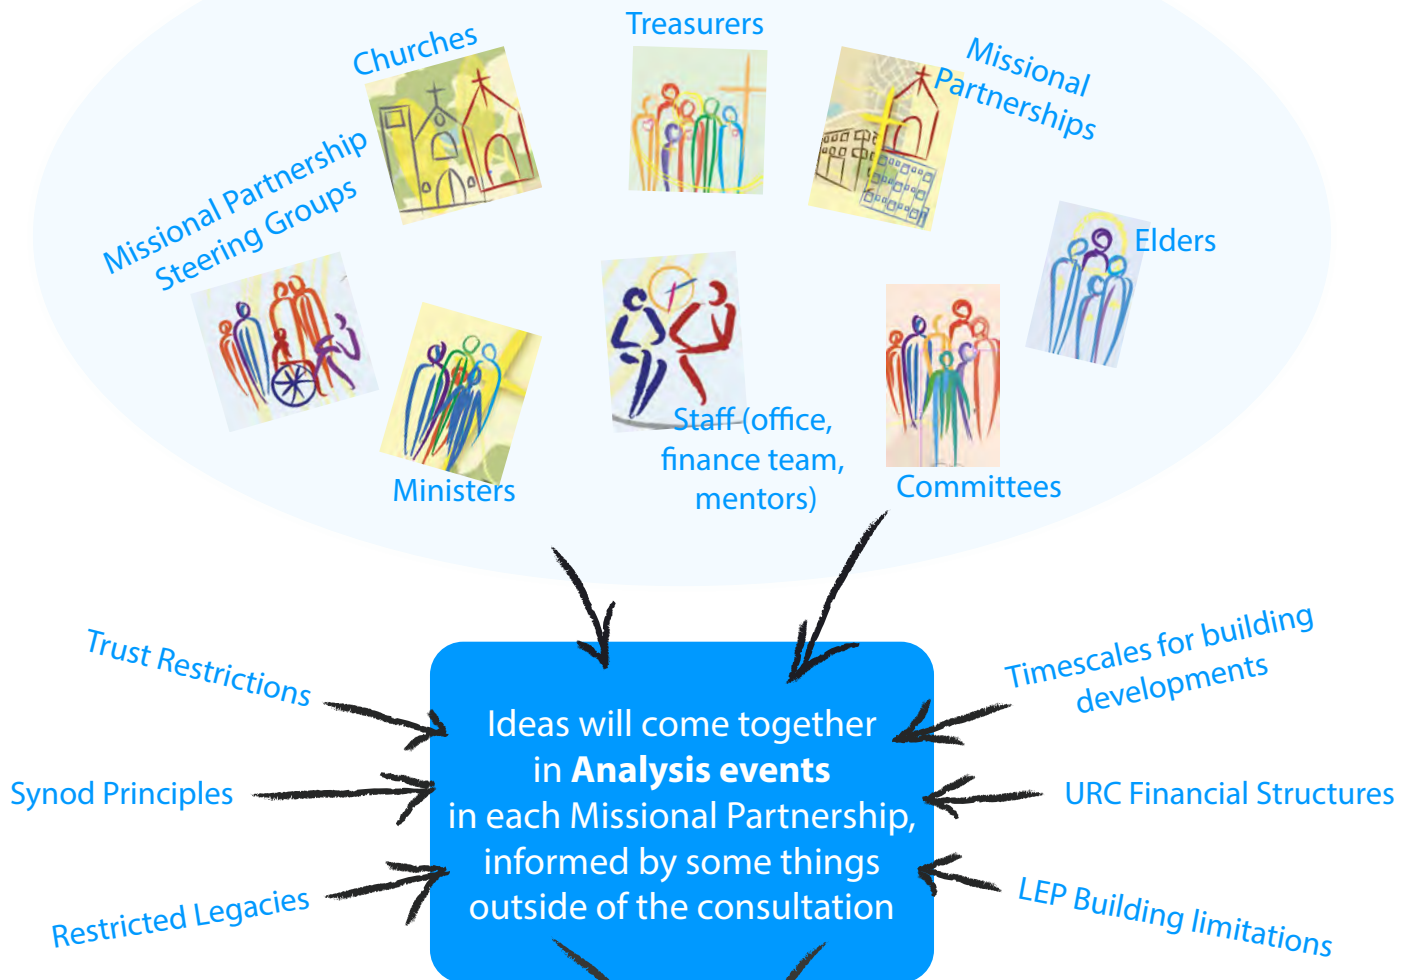 Treasurers
Churches
Missional
Partnerships
Missional Partnership
Steering Groups
Elders
Staff (office,
finance team,
mentors)
Ministers
Committees
Trust Restrictions
Timescales for building
developments
Synod Principles
URC Financial Structures
Restricted Legacies
LEP Building limitations
Ideas will come together
in Analysis events
in each Missional Partnership,
informed by some things
outside of the consultation